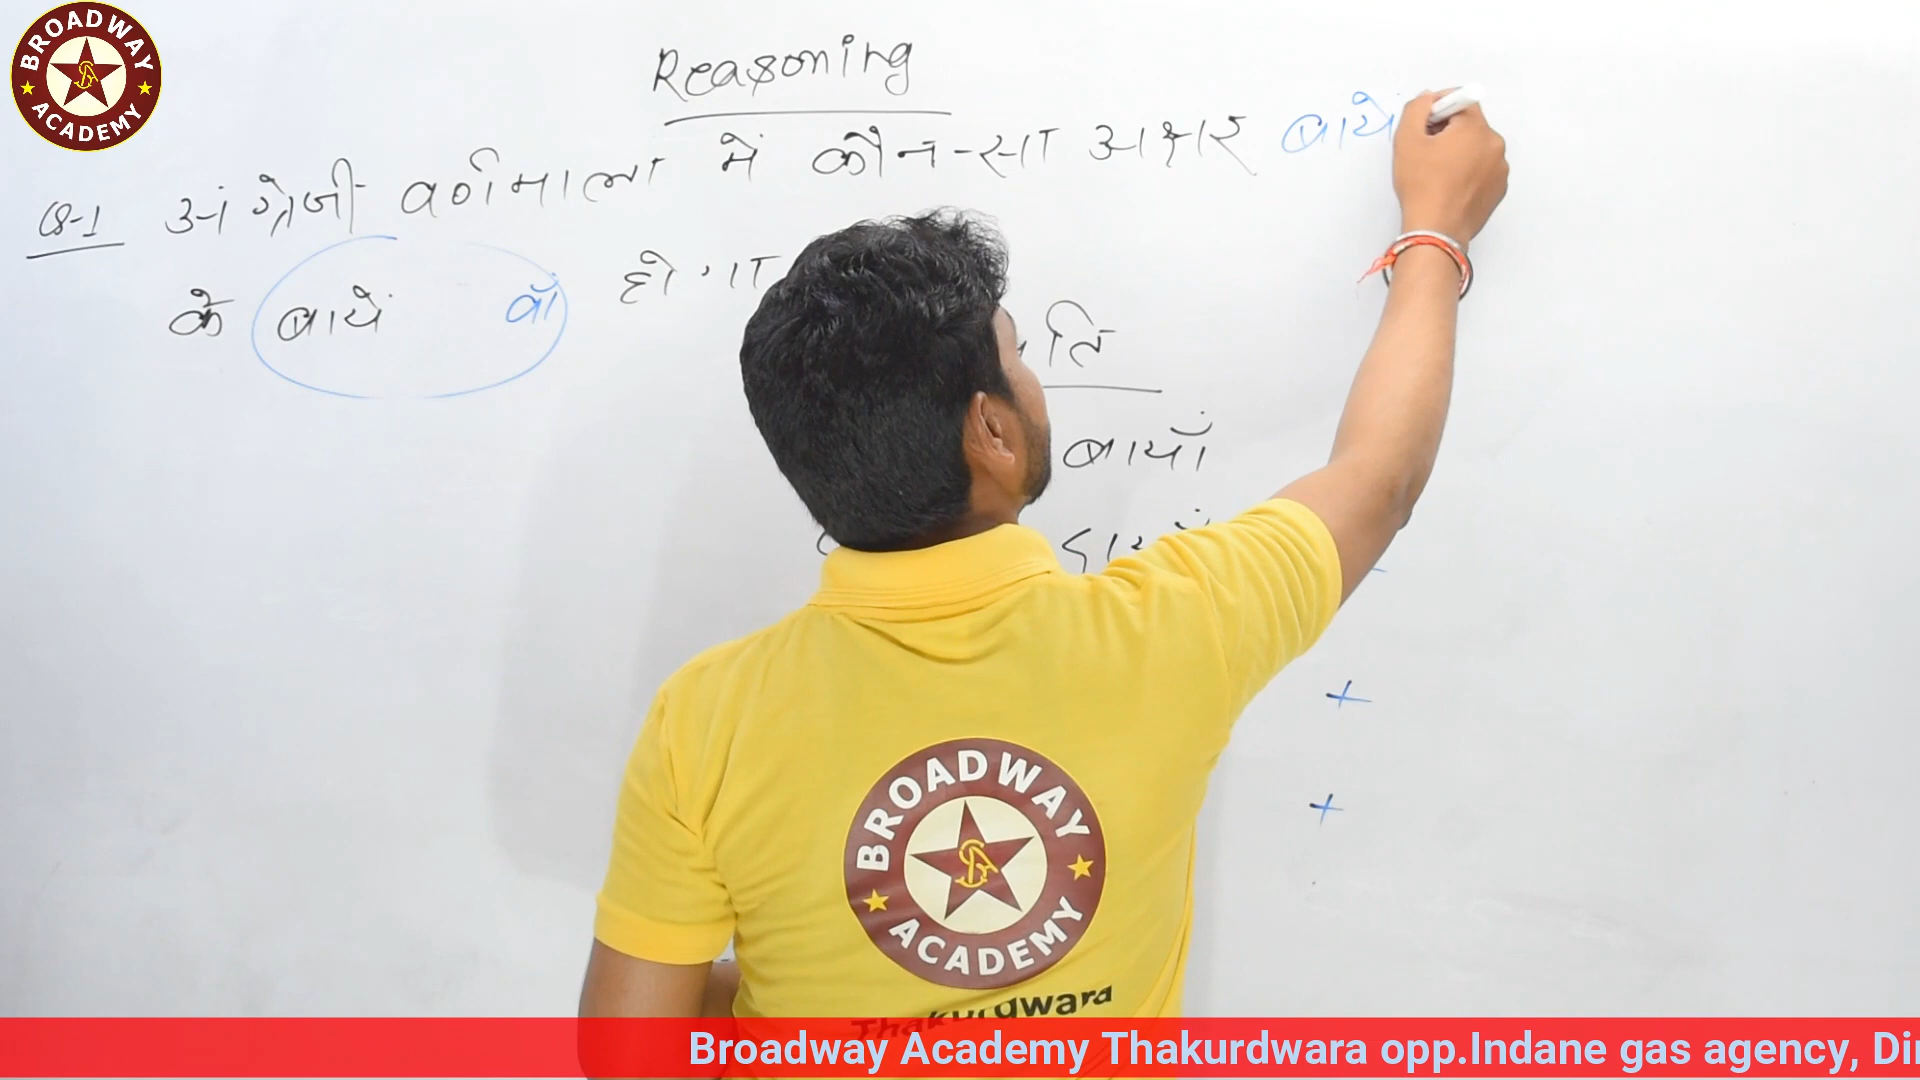 BROADWAY ACADEMY
Reasoning
Q-1 अंग्रेजी वर्णमाला में कौन-सा अक्षर बायें
के बायें वाँ होगा
बायाँ
+
+
BROADWAY ACADEMY
Thakurdwara
Broadway Academy Thakurdwara opp.Indane gas agency,